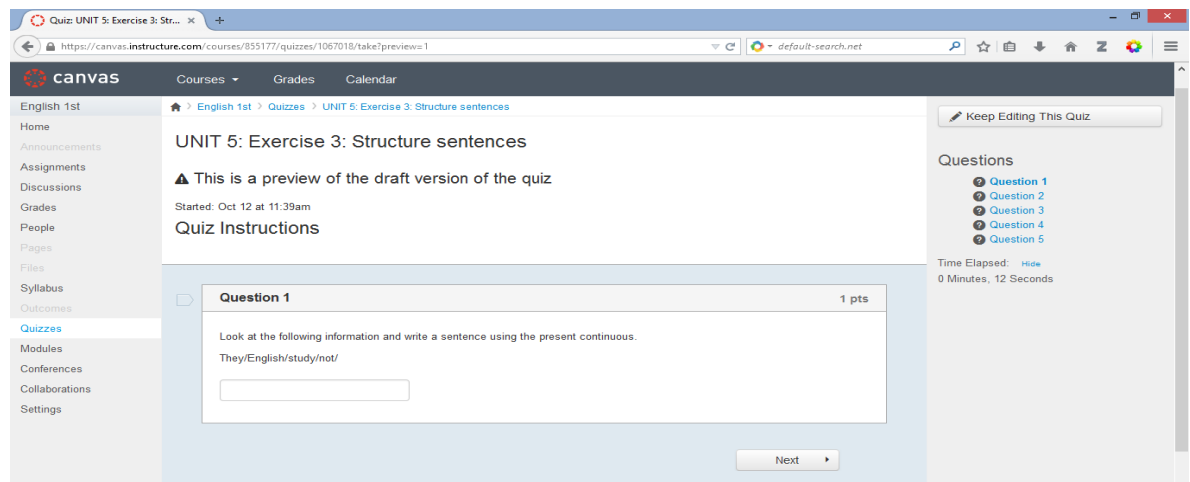 Quiz: UNIT 5: Exercise 3: Str... × +
https://canvas.instructure.com/courses/855177/quizzes/1067018/take?preview=1
default-search.net
Z
canvas
Courses
Grades
Calendar
English 1st
Home
Announcements
Assignments
Discussions
Grades
People
Pages
Files
Syllabus
Outcomes
Quizzes
Modules
Conferences
Collaborations
Settings
English 1st > Quizzes > UNIT 5: Exercise 3: Structure sentences
UNIT 5: Exercise 3: Structure sentences
This is a preview of the draft version of the quiz
Started: Oct 12 at 11:39am
Quiz Instructions
Question 1
1 pts
Look at the following information and write a sentence using the present continuous.
They/English/study/not/
Next
Keep Editing This Quiz
Questions
Question 1
Question 2
Question 3
Question 4
Question 5
Time Elapsed: Hide
0 Minutes, 12 Seconds